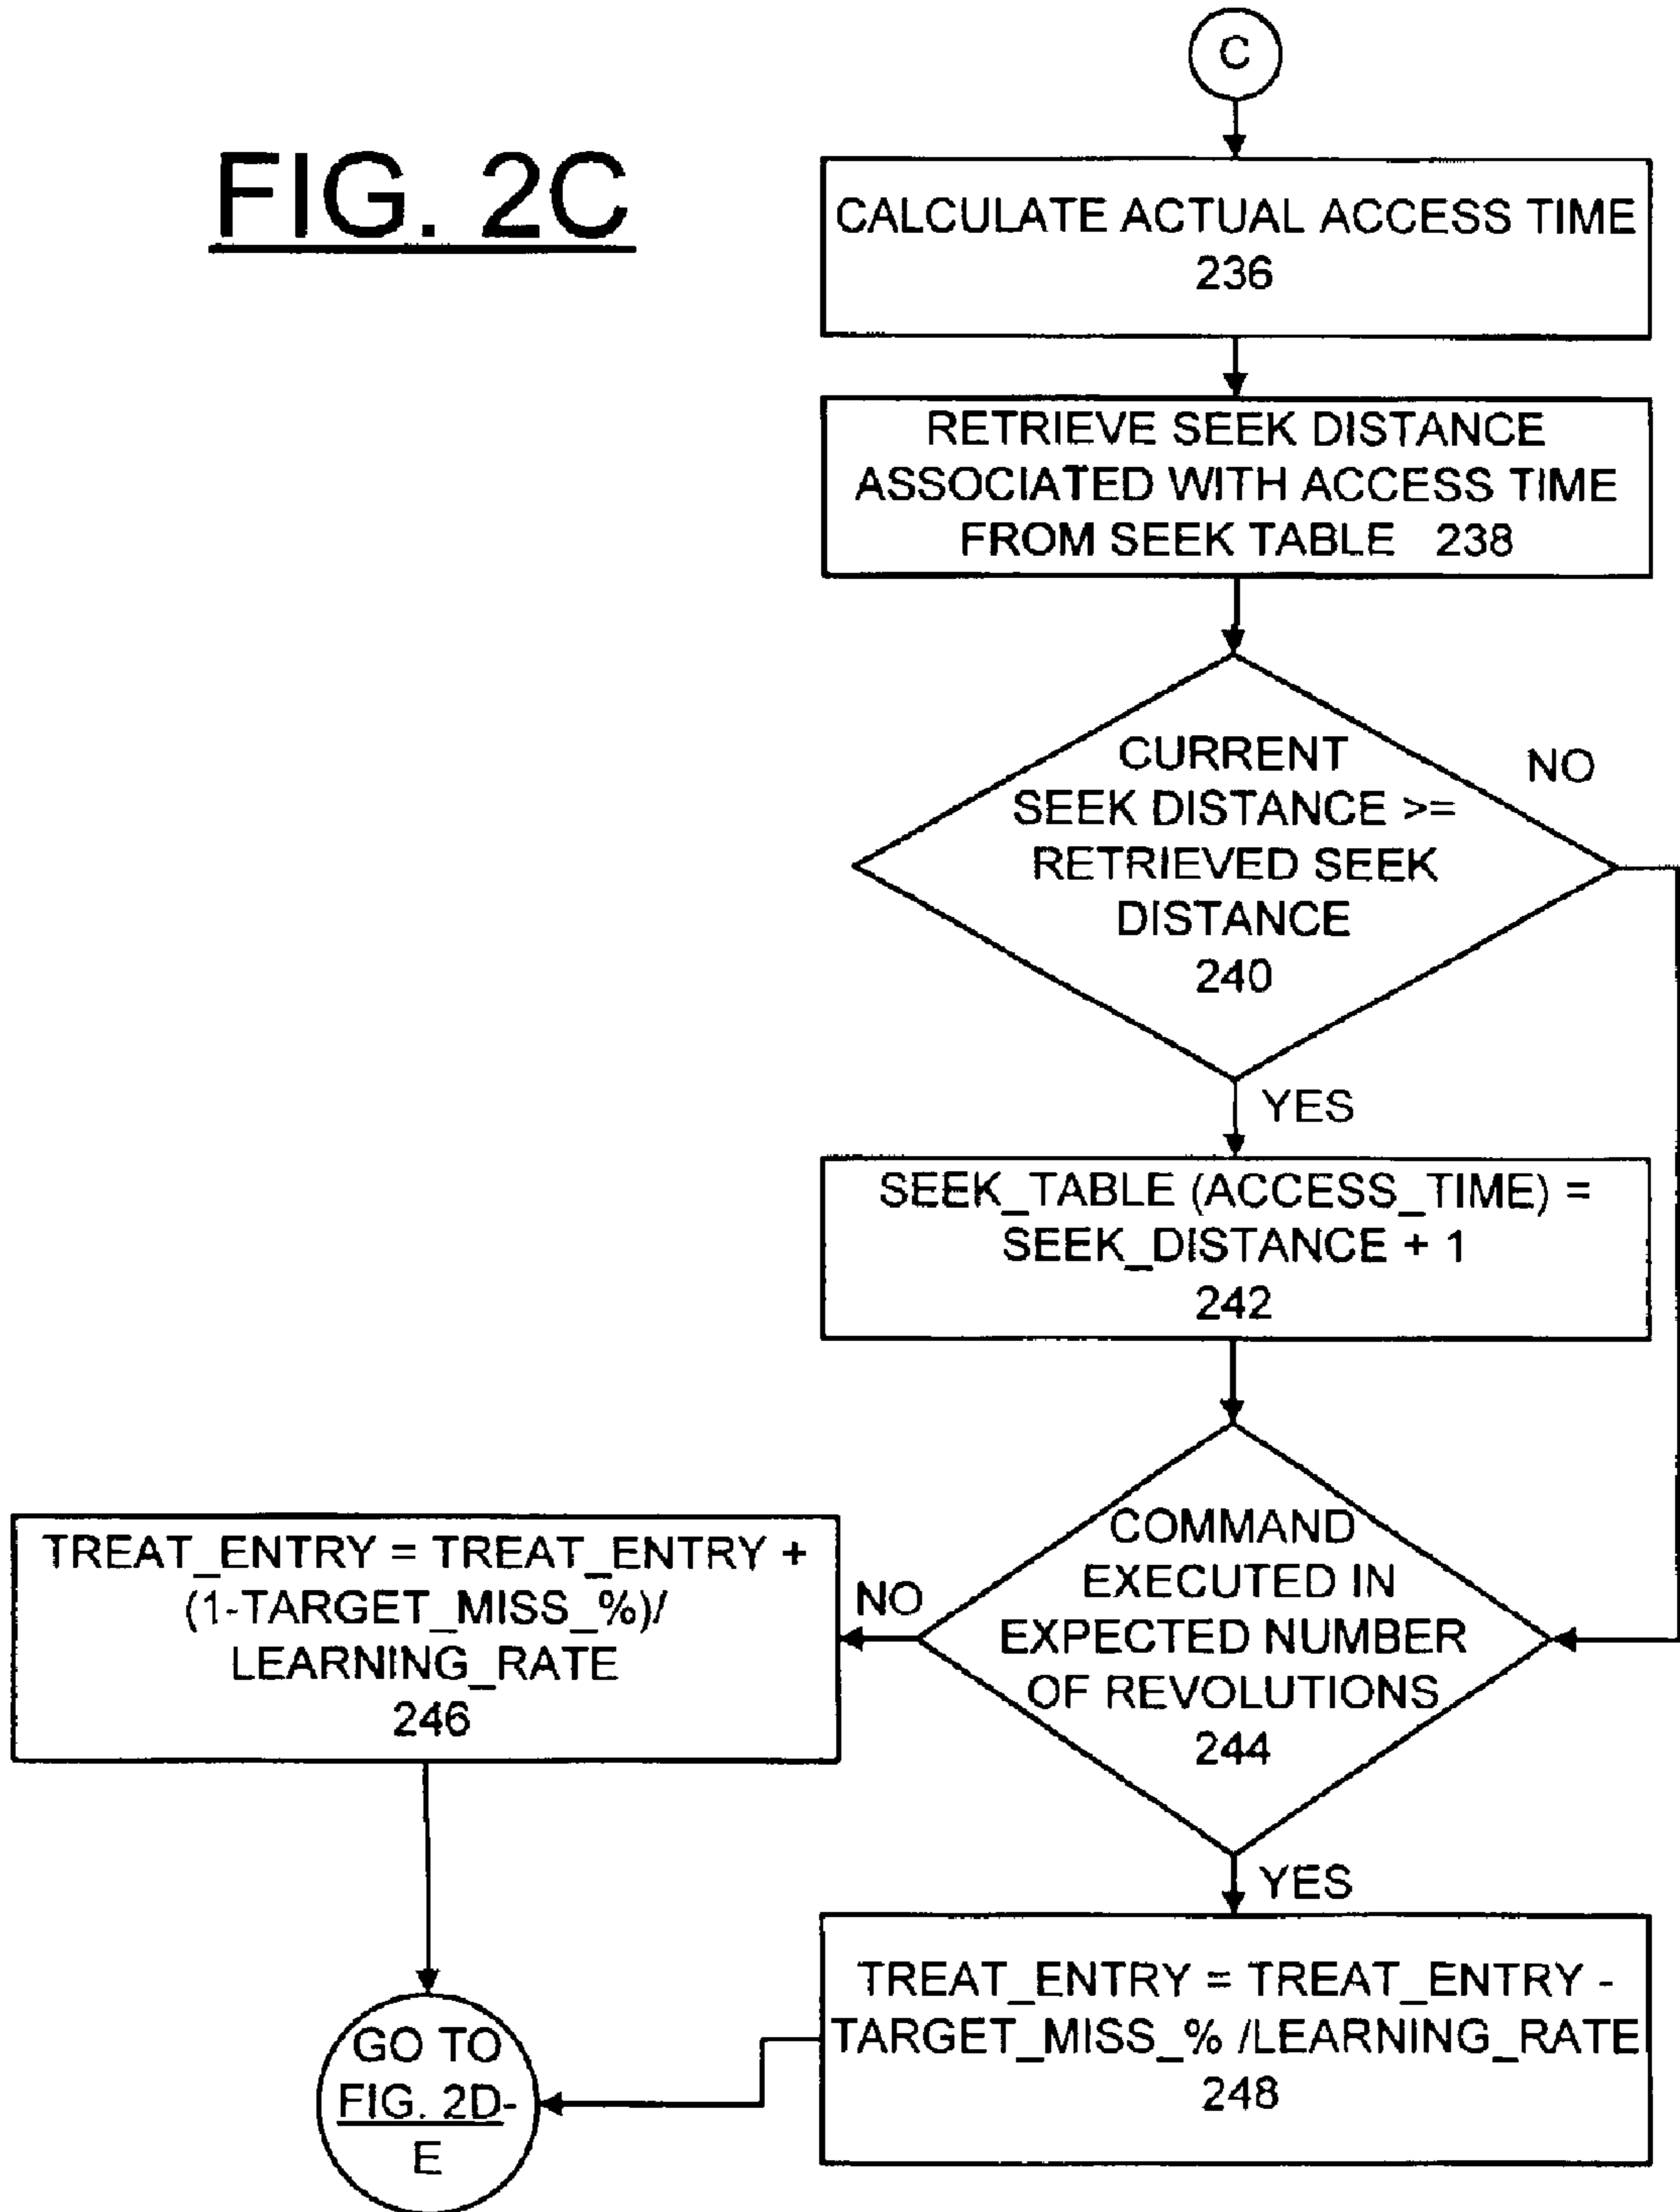 FIG. 2C
C
CALCULATE ACTUAL ACCESS TIME
236
RETRIEVE SEEK DISTANCE
ASSOCIATED WITH ACCESS TIME
FROM SEEK TABLE 238
CURRENT
SEEK DISTANCE >=
RETRIEVED SEEK
DISTANCE
240
NO
YES
SEEK_TABLE (ACCESS_TIME) =
SEEK_DISTANCE + 1
242
COMMAND
EXECUTED IN
EXPECTED NUMBER
OF REVOLUTIONS
244
NO
TREAT_ENTRY = TREAT_ENTRY +
(1-TARGET_MISS_%)/
LEARNING_RATE
246
YES
TREAT_ENTRY = TREAT_ENTRY -
TARGET_MISS_% /LEARNING_RATE
248
GO TO
FIG. 2D-
E